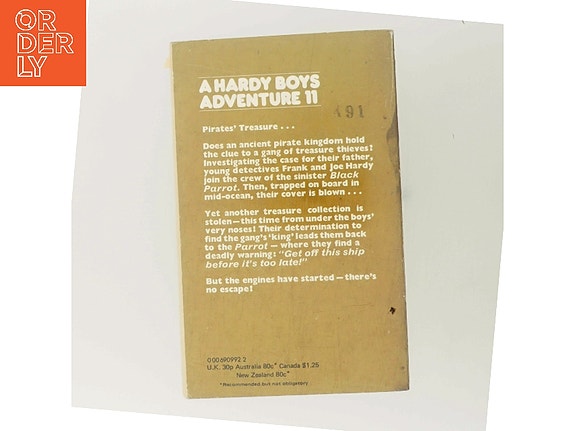 OR
DER
LY
A HARDY BOYS
ADVENTURE 11
191
Pirates' Treasure . . .
Does an ancient pirate kingdom hold
the clue to a gang of treasure thieves?
Investigating the case for their father,
young detectives Frank and Joe Hardy
join the crew of the sinister Black
Parrot. Then, trapped on board in
mid-ocean, their cover is blown . . .
Yet another treasure collection is
stolen—this time from under the boys'
very noses! Their determination to
find the gang's 'king' leads them back
to the Parrot — where they find a
deadly warning: "Get off this ship
before it's too late!"
But the engines have started — there's
no escape!
0 00 690992 2
U.K. 30p Australia 80c* Canada $1.25
New Zealand 80c*
*Recommended but not obligatory